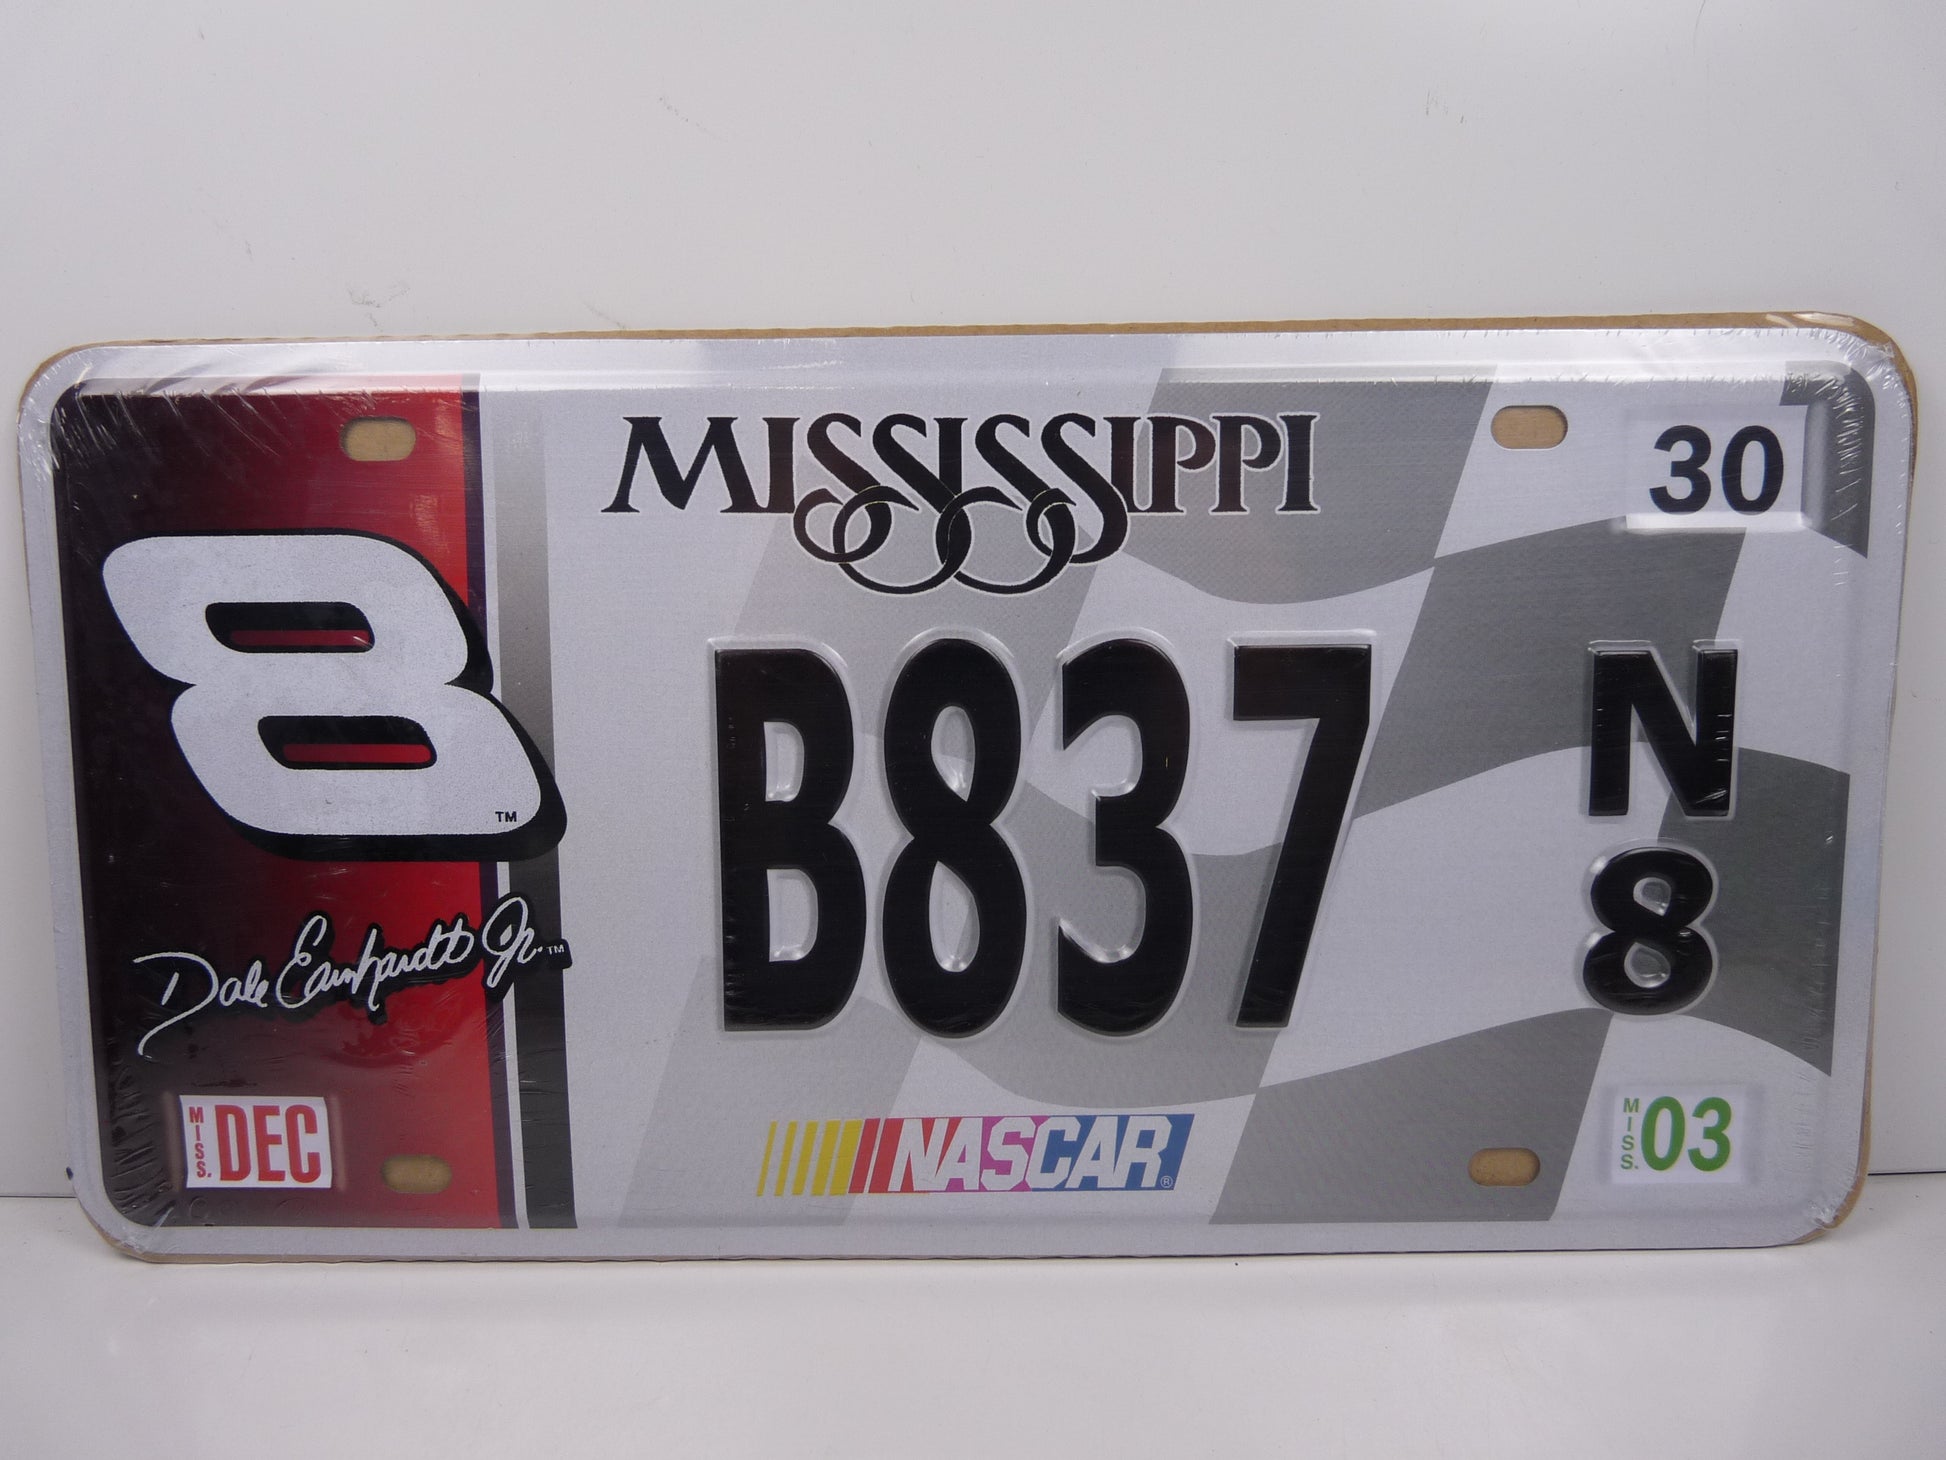 MISSISSIPPI
30
8 ™
B837
N
8
Dale Earnhardt Jr.™
MISS. DEC
NASCAR®
MISS. 03